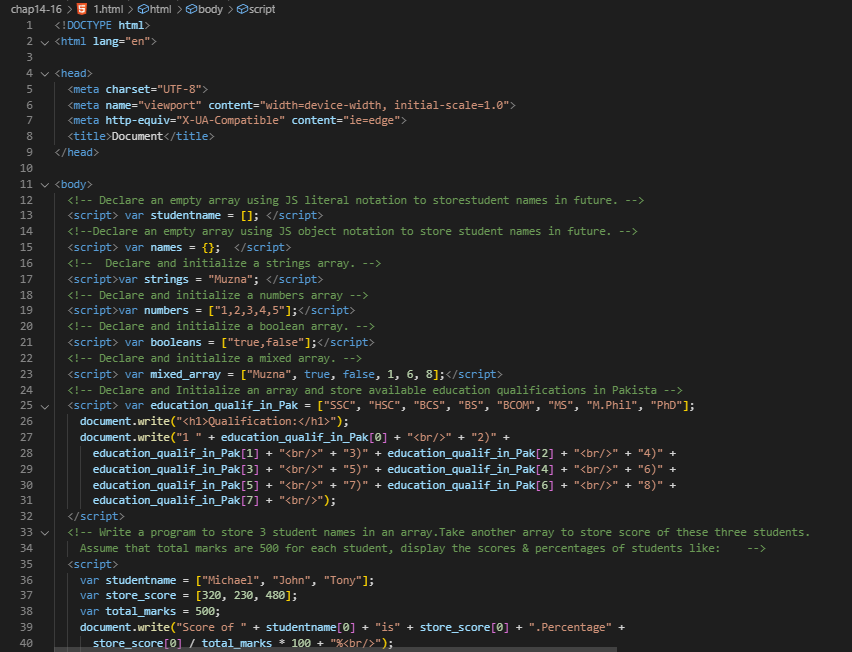 chap14-16 > 1.html > html > body > script
1 <!DOCTYPE html>
2 <html lang="en">
3
4 <head>
5 <meta charset="UTF-8">
6 <meta name="viewport" content="width=device-width, initial-scale=1.0">
7 <meta http-equiv="X-UA-Compatible" content="ie=edge">
8 <title>Document</title>
9 </head>
10
11 <body>
12 <!-- Declare an empty array using JS literal notation to storestudent names in future. -->
13 <script> var studentname = []; </script>
14 <!--Declare an empty array using JS object notation to store student names in future. -->
15 <script> var names = {};  </script>
16 <!--  Declare and initialize a strings array. -->
17 <script>var strings = "Muzna"; </script>
18 <!-- Declare and initialize a numbers array -->
19 <script>var numbers = ["1,2,3,4,5"];</script>
20 <!-- Declare and initialize a boolean array. -->
21 <script> var booleans = ["true,false"];</script>
22 <!-- Declare and initialize a mixed array. -->
23 <script> var mixed_array = ["Muzna", true, false, 1, 6, 8];</script>
24 <!-- Declare and Initialize an array and store available education qualifications in Pakista -->
25 <script> var education_qualif_in_Pak = ["SSC", "HSC", "BCS", "BS", "BCOM", "MS", "M.Phil", "PhD"];
26 document.write("<h1>Qualification:</h1>");
27 document.write("1 " + education_qualif_in_Pak[0] + "<br/>" + "2)" +
28 education_qualif_in_Pak[1] + "<br/>" + "3)" + education_qualif_in_Pak[2] + "<br/>" + "4)" +
29 education_qualif_in_Pak[3] + "<br/>" + "5)" + education_qualif_in_Pak[4] + "<br/>" + "6)" +
30 education_qualif_in_Pak[5] + "<br/>" + "7)" + education_qualif_in_Pak[6] + "<br/>" + "8)" +
31 education_qualif_in_Pak[7] + "<br/>");
32 </script>
33 <!-- Write a program to store 3 student names in an array.Take another array to store score of these three students.
34 Assume that total marks are 500 for each student, display the scores & percentages of students like:    -->
35 <script>
36 var studentname = ["Michael", "John", "Tony"];
37 var store_score = [320, 230, 480];
38 var total_marks = 500;
39 document.write("Score of " + studentname[0] + "is" + store_score[0] + ".Percentage" +
40 store_score[0] / total_marks * 100 + "%<br/>");